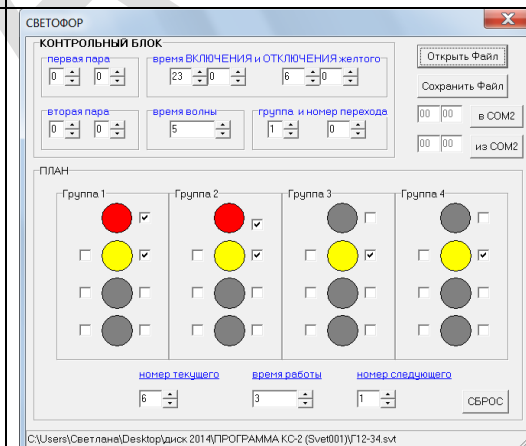 СВЕТОФОР
КОНТРОЛЬНЫЙ БЛОК
первая пара
0 0
время ВКЛЮЧЕНИЯ и ОТКЛЮЧЕНИЯ желтого
23 0 6 0
Открыть Файл
Сохранить Файл
вторая пара
0 0
время волны
5
группа и номер перехода
1 0
00 00 в COM2
00 00 из COM2
ПЛАН
Группа 1 Группа 2 Группа 3 Группа 4
номер текущего время работы номер следующего
6 3 1 СБРОС
C:\Users\Светлана\Desktop\диск 2014\ПРОГРАММА КС-2 (Svet001)\Г12-34.svt